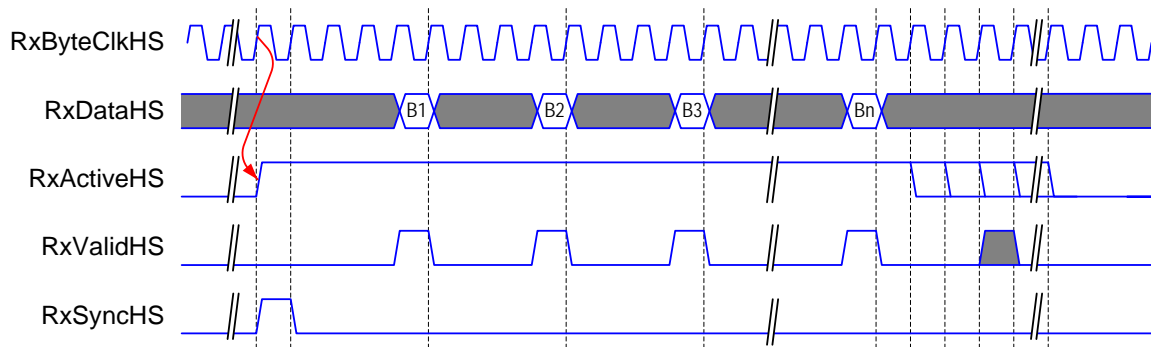 RxByteClkHS
RxDataHS
B1 B2 B3 Bn
RxActiveHS
RxValidHS
RxSyncHS